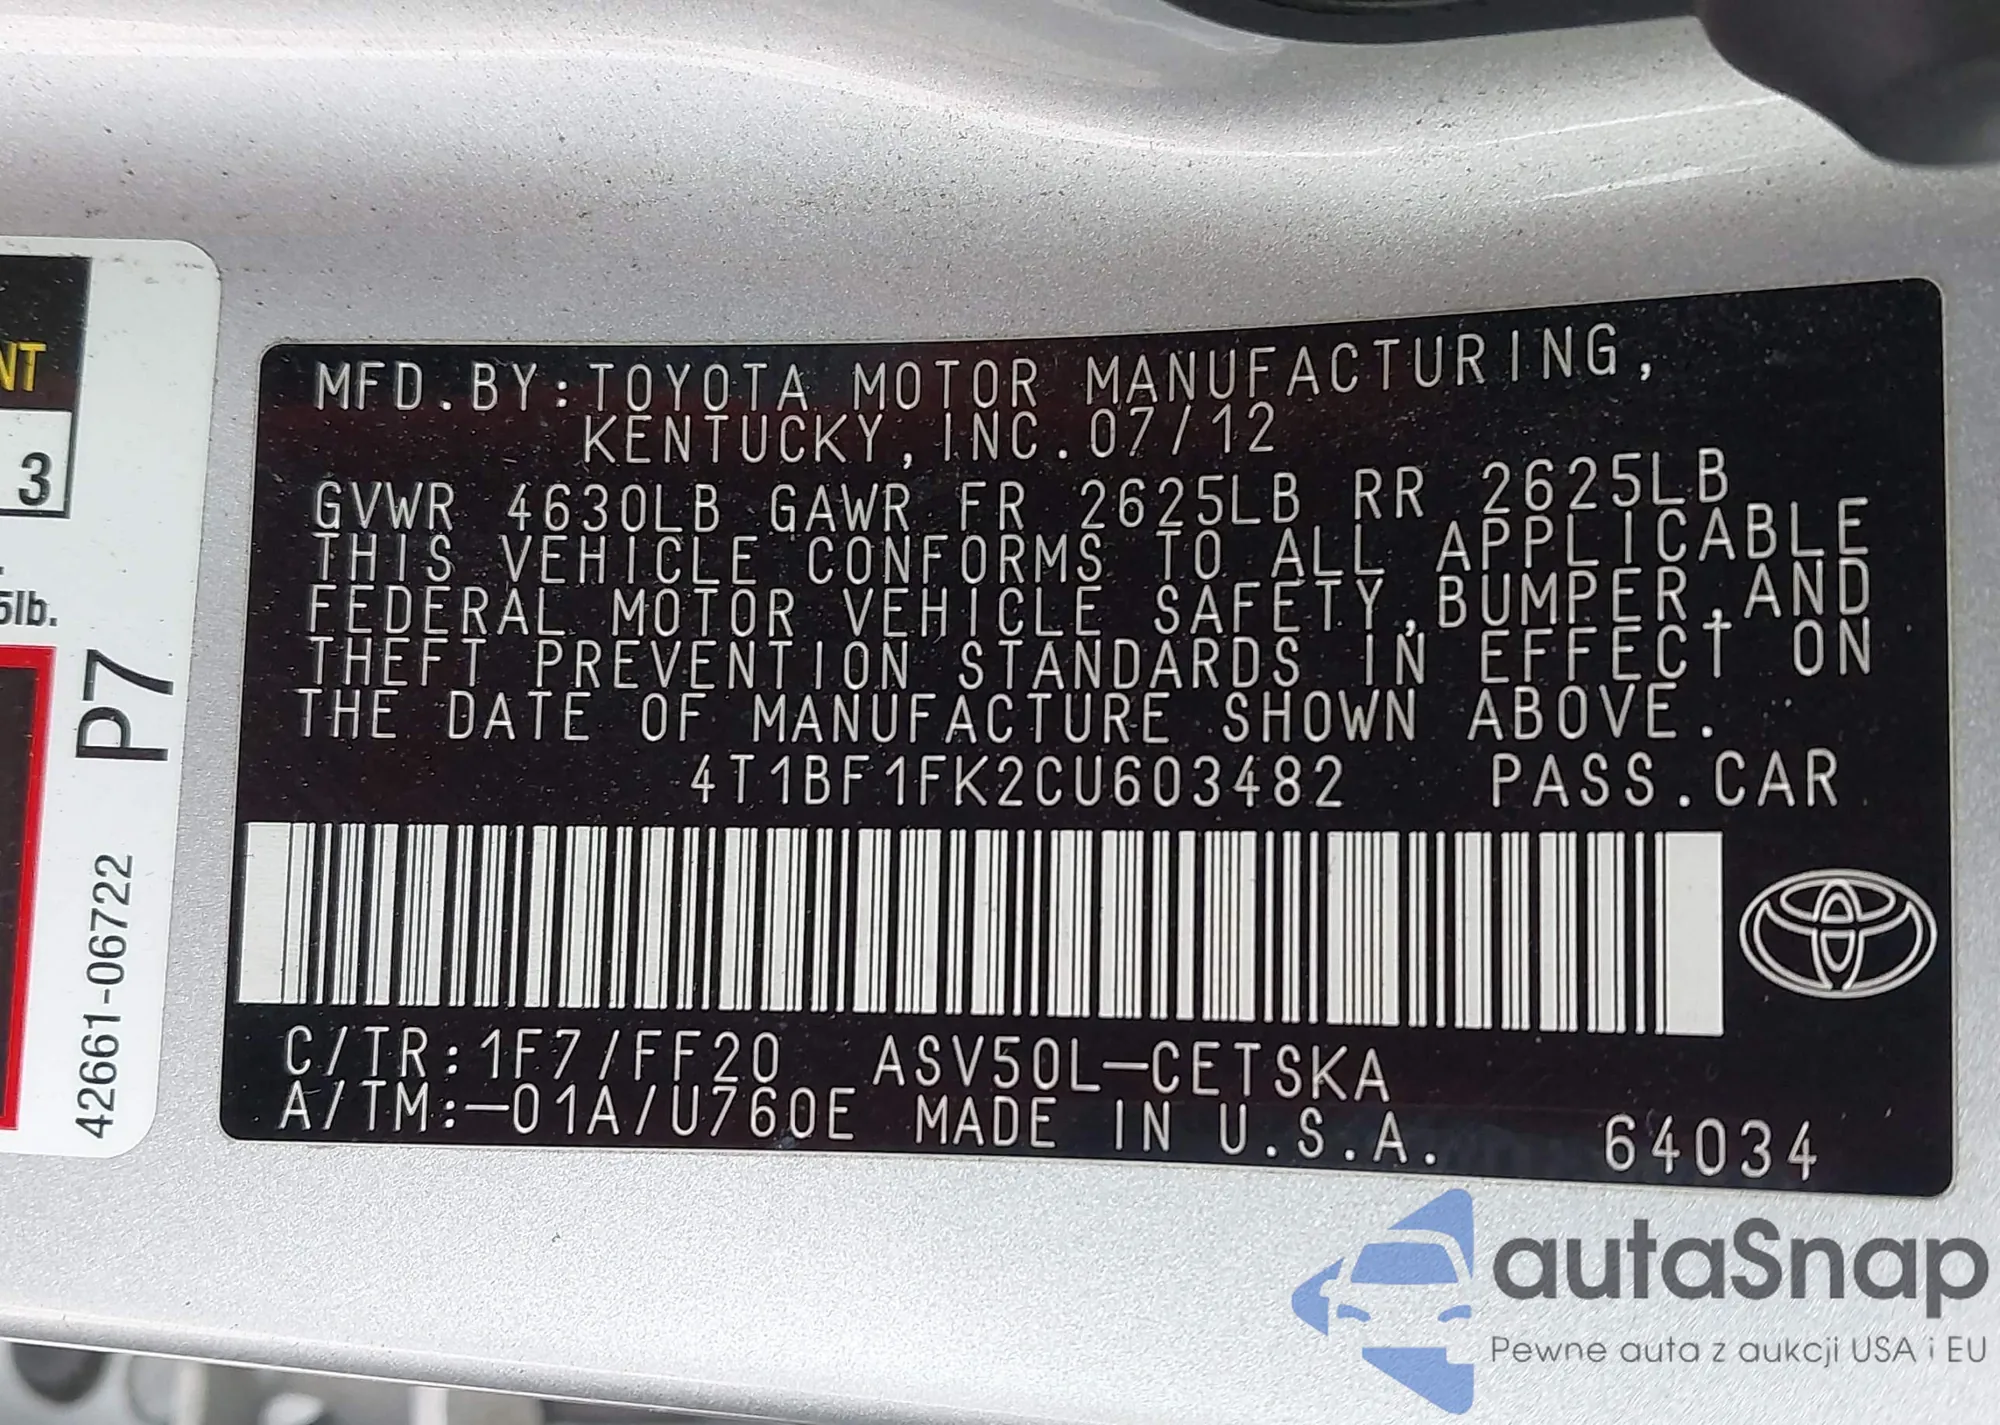 NT
3
5lb.
P7
42661-06722
MFD.BY:TOYOTA MOTOR MANUFACTURING,
KENTUCKY,INC.07/12
GVWR 4630LB GAWR FR 2625LB RR 2625LB
THIS VEHICLE CONFORMS TO ALL APPLICABLE
FEDERAL MOTOR VEHICLE SAFETY,BUMPER,AND
THEFT PREVENTION STANDARDS IN EFFECT ON
THE DATE OF MANUFACTURE SHOWN ABOVE.
4T1BF1FK2CU603482 PASS.CAR
C/TR:1F7/FF20 ASV50L-CETSKA
A/TM:-01A/U760E MADE IN U.S.A. 64034
autaSnap
Pewne auta z aukcji USA i EU